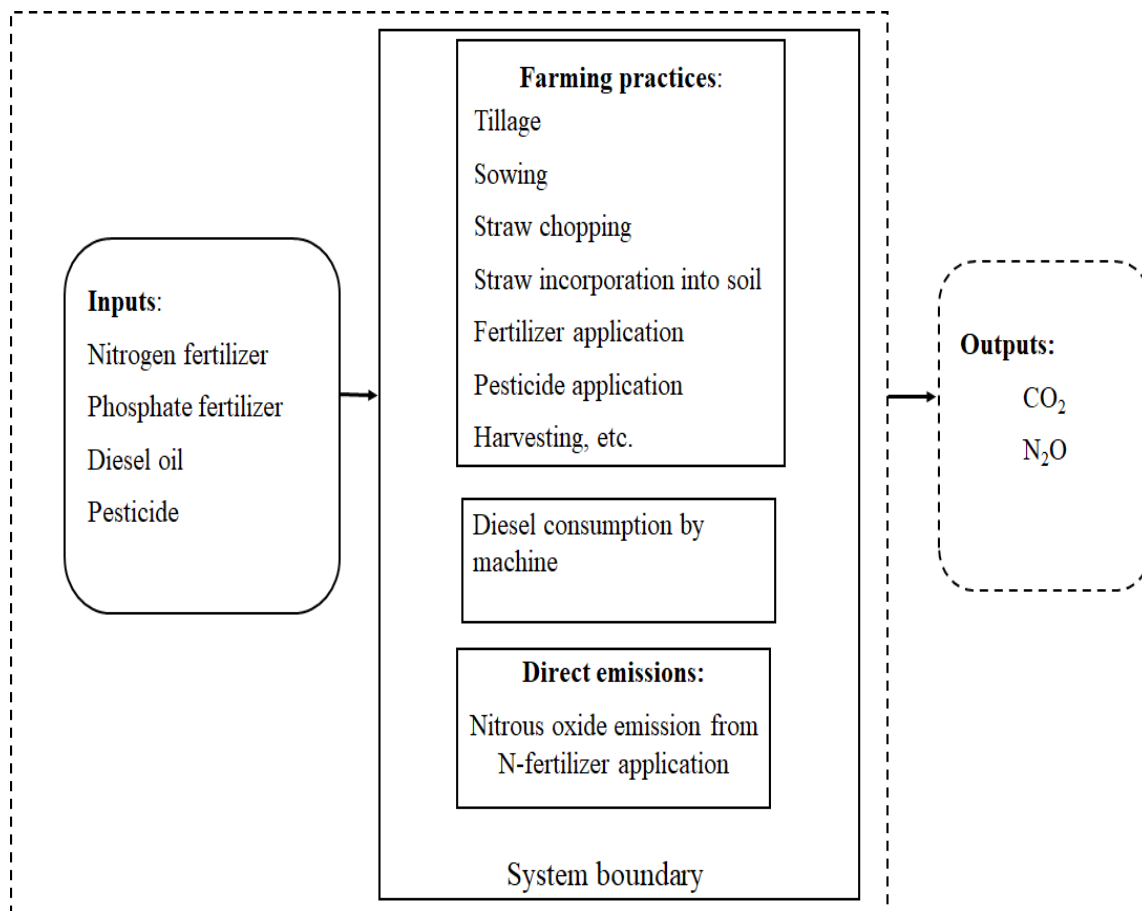 Inputs:
Nitrogen fertilizer
Phosphate fertilizer
Diesel oil
Pesticide
Farming practices:
Tillage
Sowing
Straw chopping
Straw incorporation into soil
Fertilizer application
Pesticide application
Harvesting, etc.
Diesel consumption by
machine
Direct emissions:
Nitrous oxide emission from
N-fertilizer application
System boundary
Outputs:
CO₂
N₂O